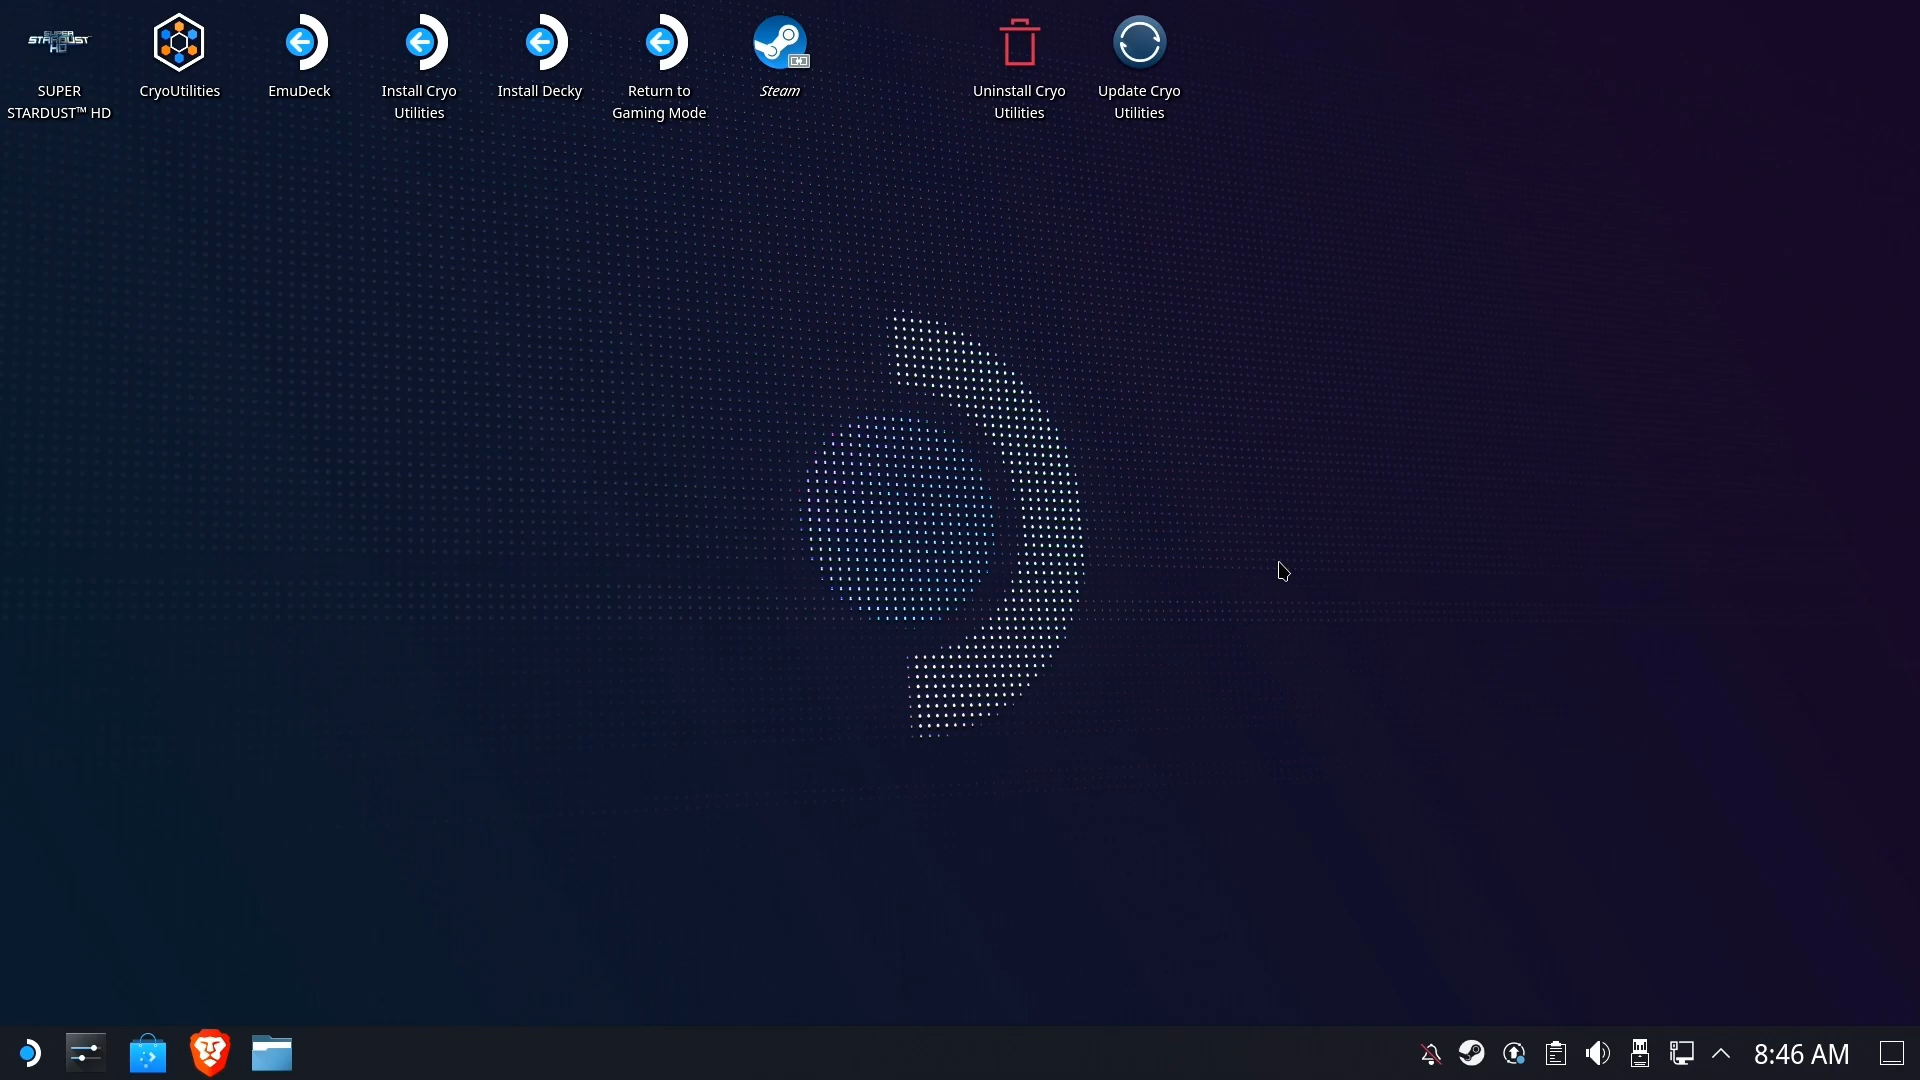 SUPER
STARDUST
HD
SUPER
STARDUST™ HD
CryoUtilities
EmuDeck
Install Cryo
Utilities
Install Decky
Return to
Gaming Mode
Steam
Uninstall Cryo
Utilities
Update Cryo
Utilities
8:46 AM